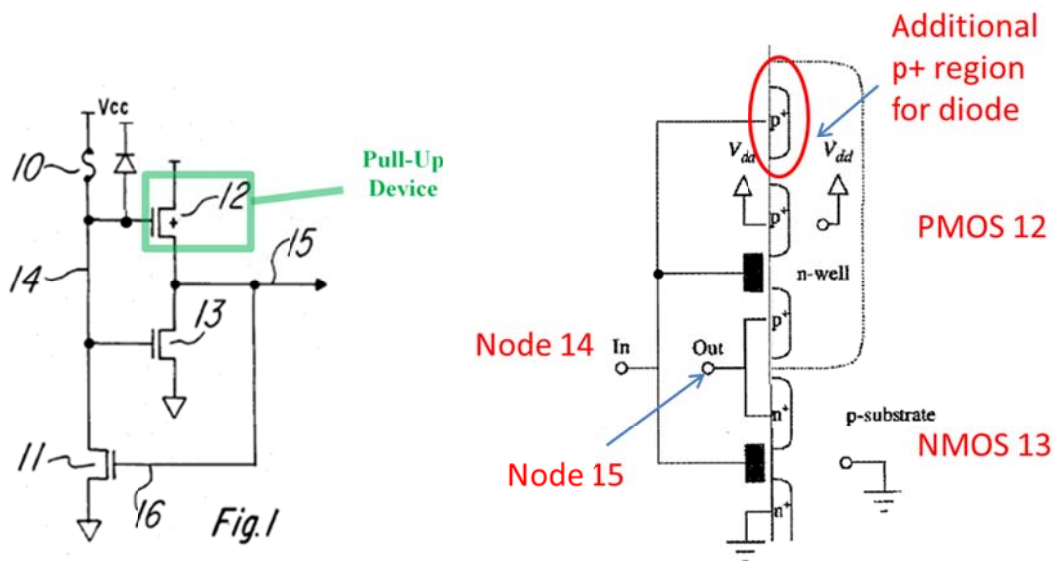 Vcc
10
12
Pull-Up
Device
14
15
13
11
16
Fig.1
Additional
p+ region
for diode
p+
Vdd
Vdd
p+
PMOS 12
n-well
p+
Node 14
In
Out
n+
p-substrate
NMOS 13
Node 15
n+